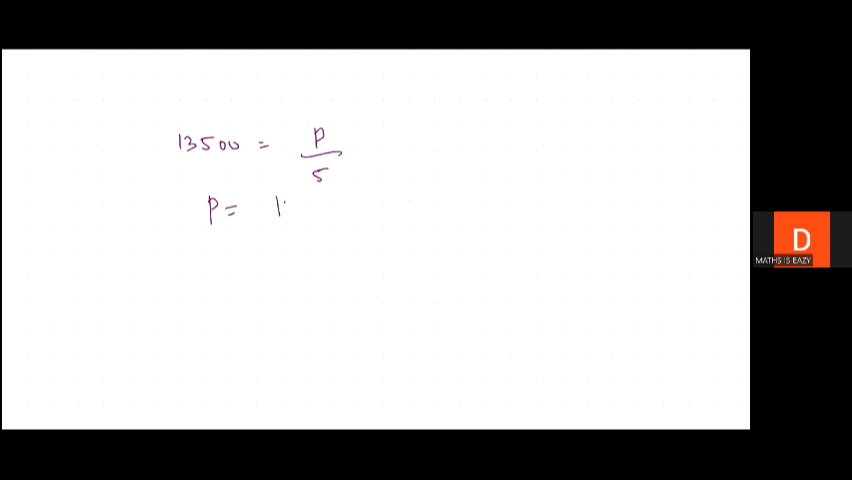 13500 = P
5
P = 1
D
MATHS IS EAZY